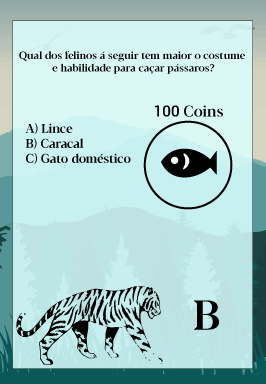 Qual dos felinos á seguir tem maior o costume
e habilidade para caçar pássaros?
100 Coins
A) Lince
B) Caracal
C) Gato doméstico
B